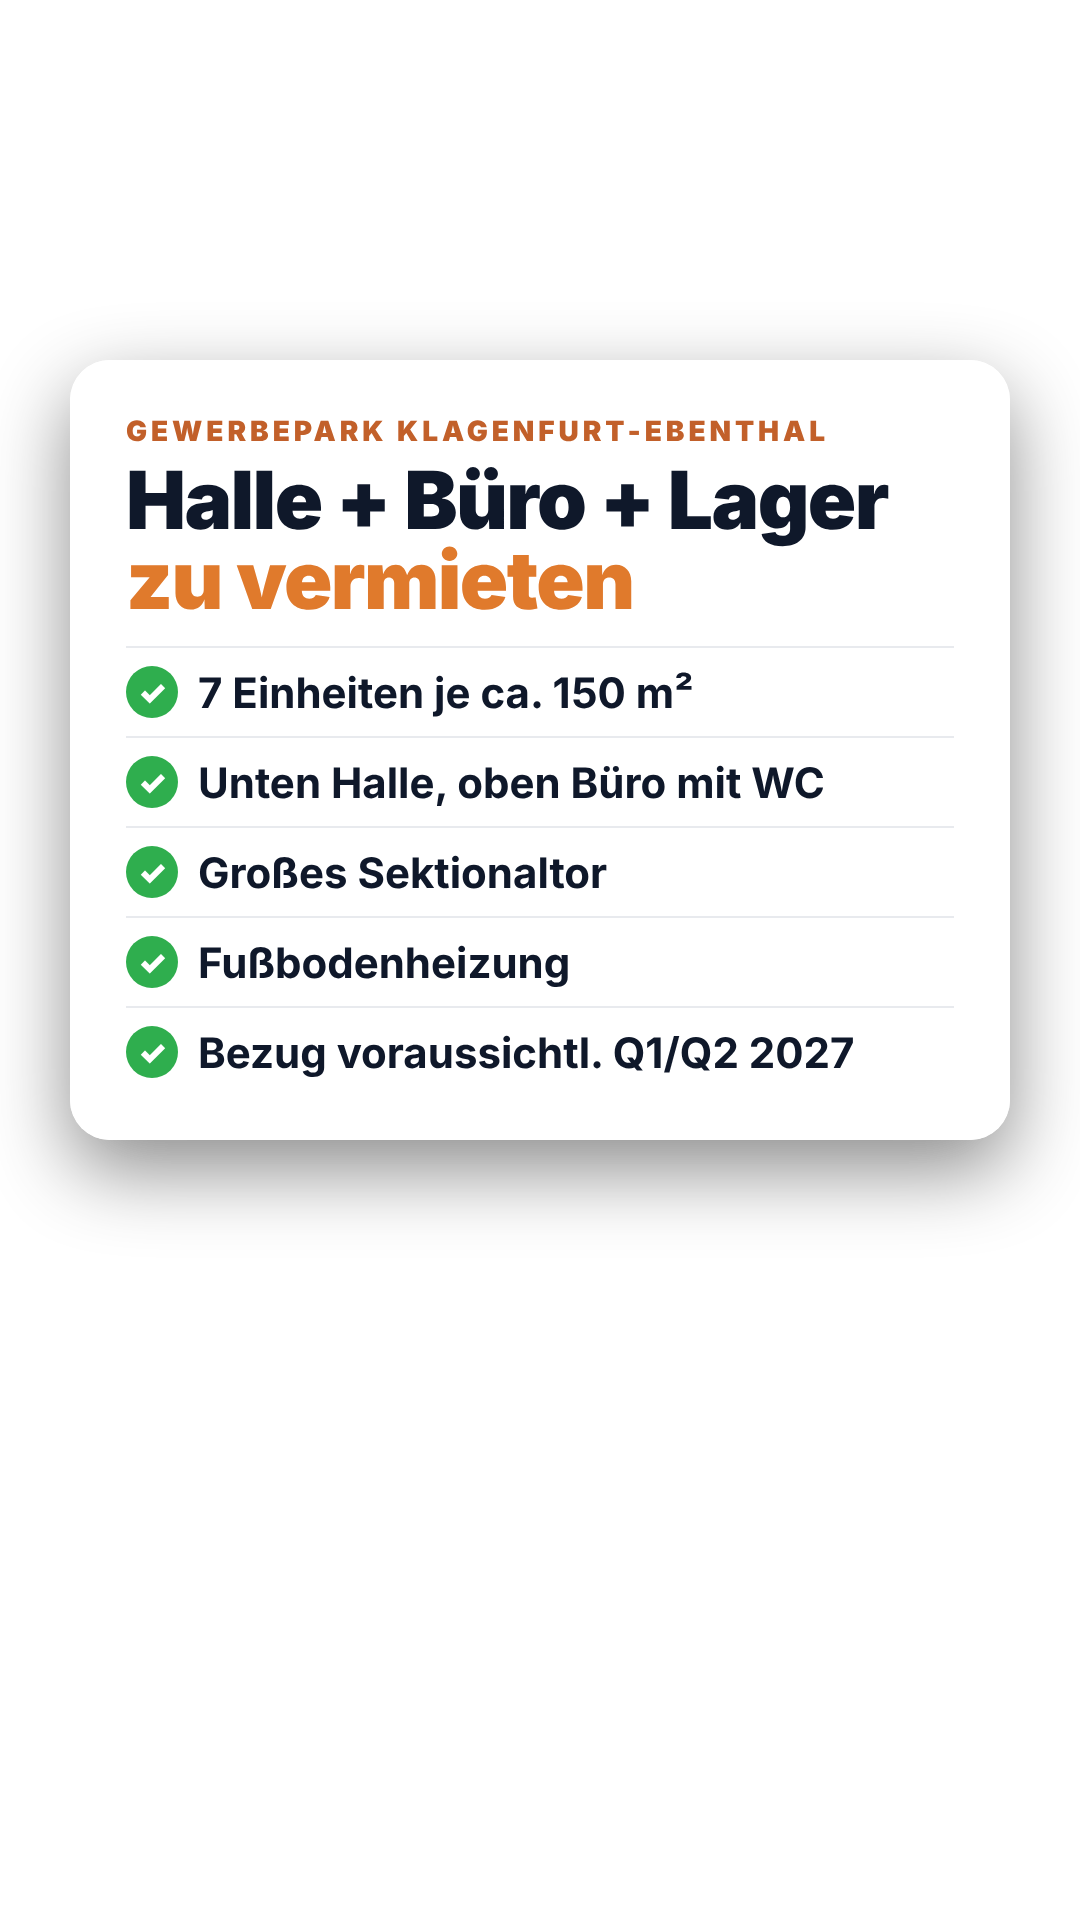 GEWERBEPARK KLAGENFURT-EBENTHAL
Halle + Büro + Lager
zu vermieten
7 Einheiten je ca. 150 m²
Unten Halle, oben Büro mit WC
Großes Sektionaltor
Fußbodenheizung
Bezug voraussichtl. Q1/Q2 2027